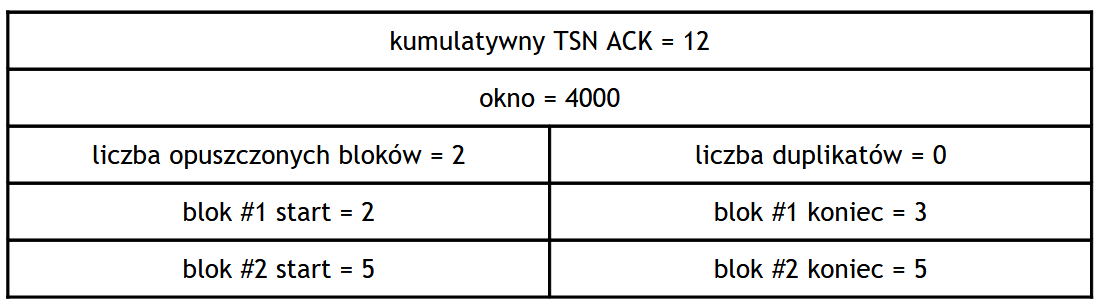 kumulatywny TSN ACK = 12
okno = 4000
liczba opuszczonych bloków = 2
liczba duplikatów = 0
blok #1 start = 2
blok #1 koniec = 3
blok #2 start = 5
blok #2 koniec = 5